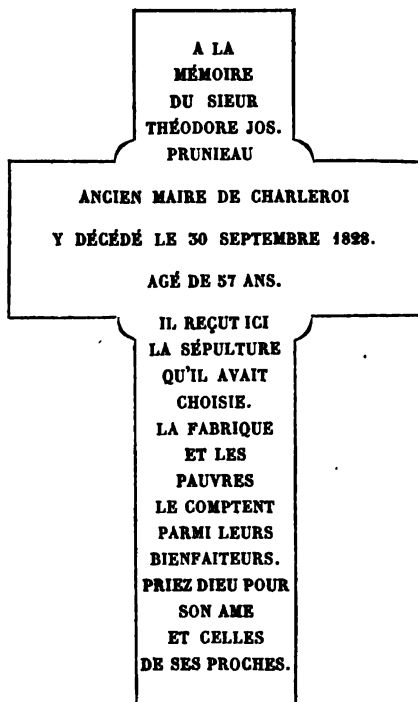 A LA
MÉMOIRE
DU SIEUR
THÉODORE JOS.
PRUNIEAU
ANCIEN MAIRE DE CHARLEROI
Y DÉCÉDÉ LE 30 SEPTEMBRE 1828.
AGÉ DE 57 ANS.
IL REÇUT ICI
LA SÉPULTURE
QU'IL AVAIT
CHOISIE.
LA FABRIQUE
ET LES
PAUVRES
LE COMPTENT
PARMI LEURS
BIENFAITEURS.
PRIEZ DIEU POUR
SON AME
ET CELLES
DE SES PROCHES.